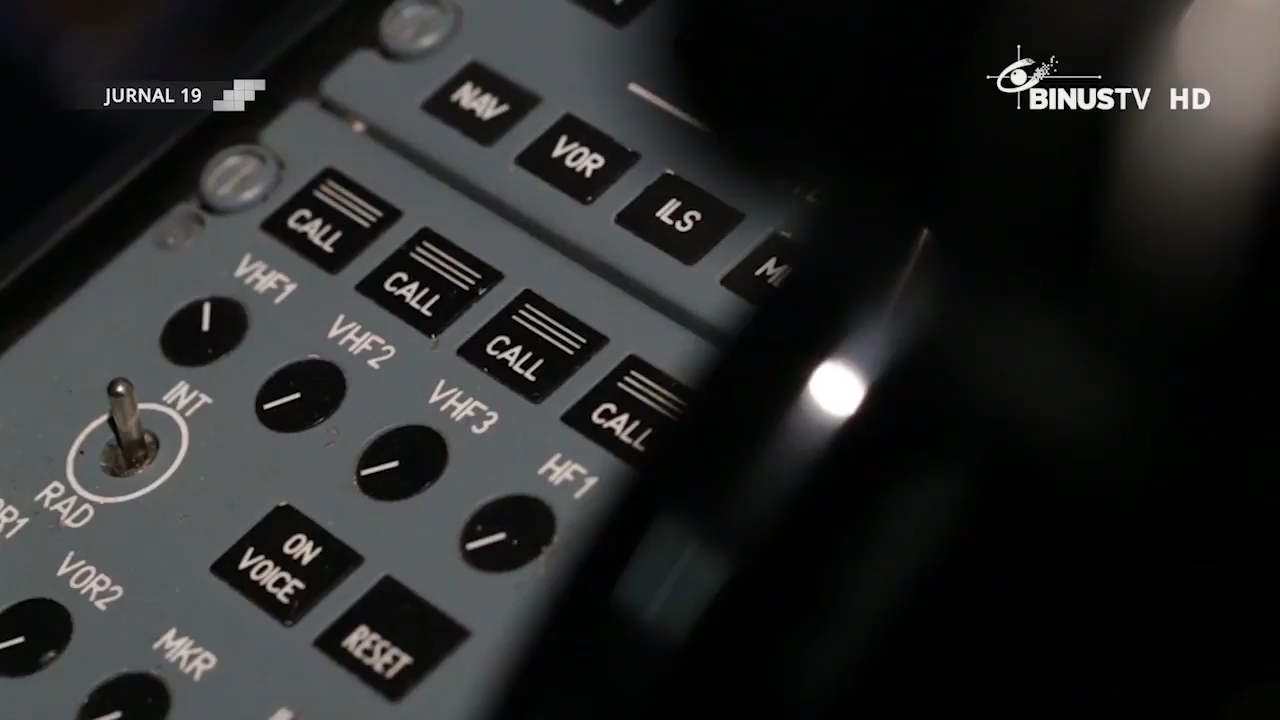 JURNAL 19
BINUSTV HD
NAV
VOR
ILS
CALL
CALL
CALL
CALL
VHF1
VHF2
VHF3
HF1
INT
RAD
ON
VOICE
RESET
VOR2
MKR